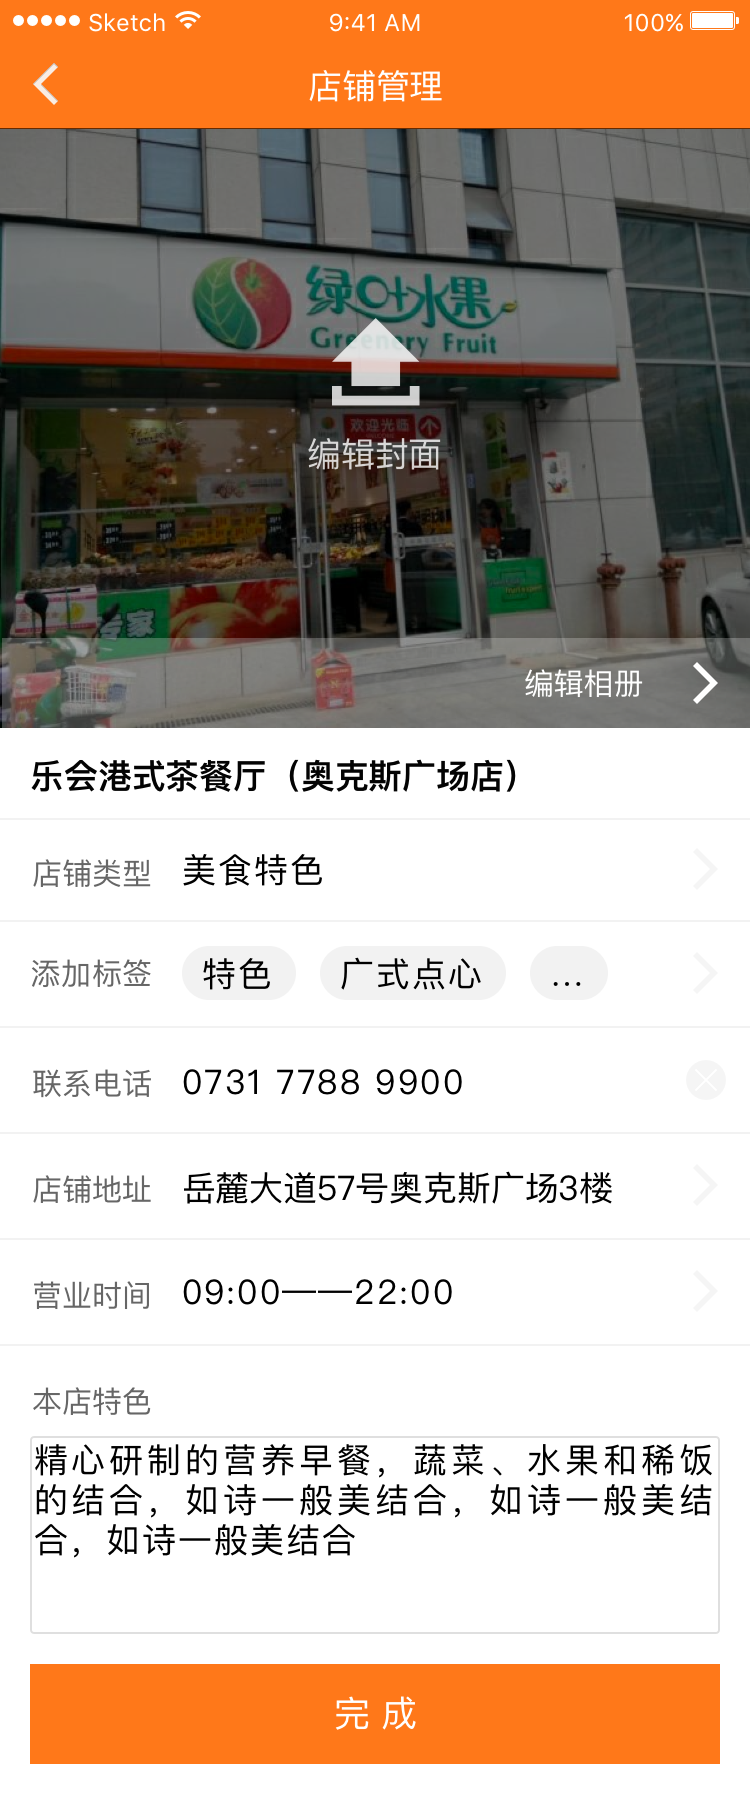 Sketch 9:41 AM 100%
店铺管理
绿叶水果
Greenery Fruit
欢迎光临
编辑封面
专家
编辑相册
乐会港式茶餐厅（奥克斯广场店）
店铺类型 美食特色
添加标签 特色 广式点心 ...
联系电话 0731 7788 9900
店铺地址 岳麓大道57号奥克斯广场3楼
营业时间 09:00——22:00
本店特色
精心研制的营养早餐，蔬菜、水果和稀饭
的结合，如诗一般美结合，如诗一般美结
合，如诗一般美结合
完 成